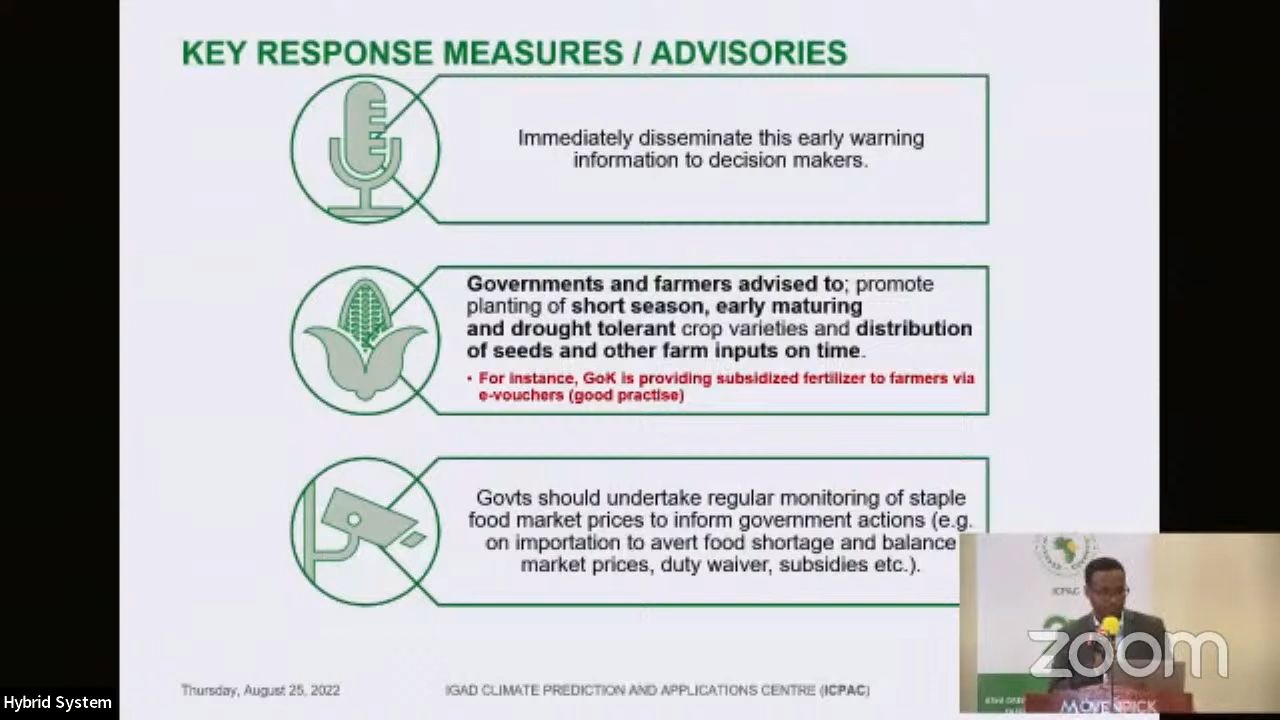 KEY RESPONSE MEASURES / ADVISORIES
Immediately disseminate this early warning
information to decision makers.
Governments and farmers advised to; promote
planting of short season, early maturing
and drought tolerant crop varieties and distribution
of seeds and other farm inputs on time.
• For instance, GoK is providing subsidized fertilizer to farmers via
e-vouchers (good practise)
Govts should undertake regular monitoring of staple
food market prices to inform government actions (e.g.
on importation to avert food shortage and balance
market prices, duty waiver, subsidies etc.).
Thursday, August 25, 2022
IGAD CLIMATE PREDICTION AND APPLICATIONS CENTRE (ICPAC)
Hybrid System
ICPAC
zoom
MÖVENPICK